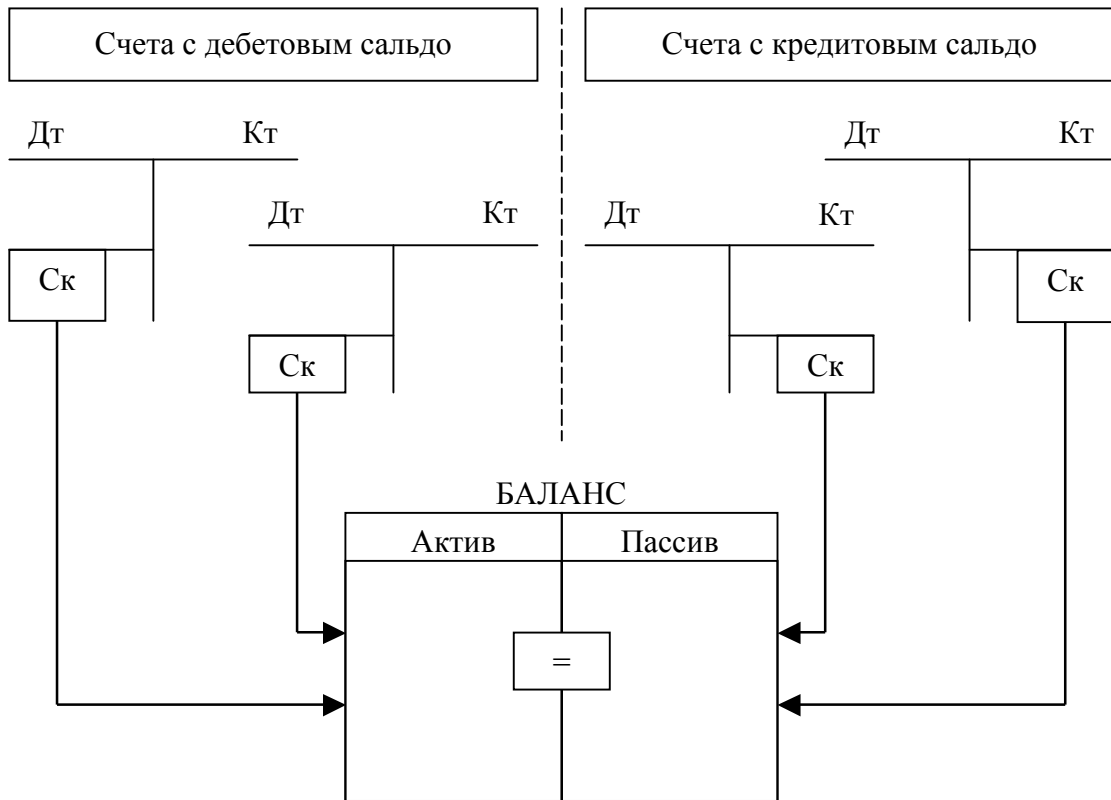 Счета с дебетовым сальдо
Счета с кредитовым сальдо
Дт Кт
Дт Кт
Дт Кт
Дт Кт
Ск
Ск
Ск
Ск
БАЛАНС
Актив Пассив
=